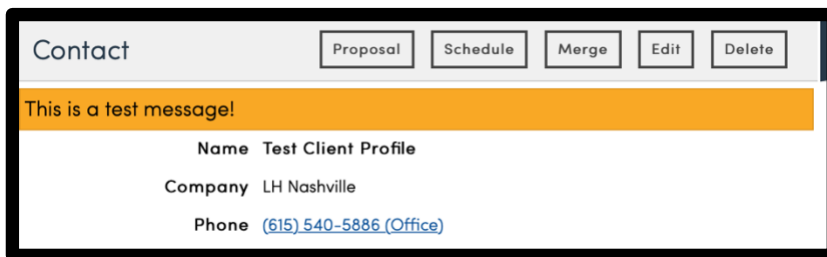 Contact Proposal Schedule Merge Edit Delete
This is a test message!
Name Test Client Profile
Company LH Nashville
Phone (615) 540-5886 (Office)